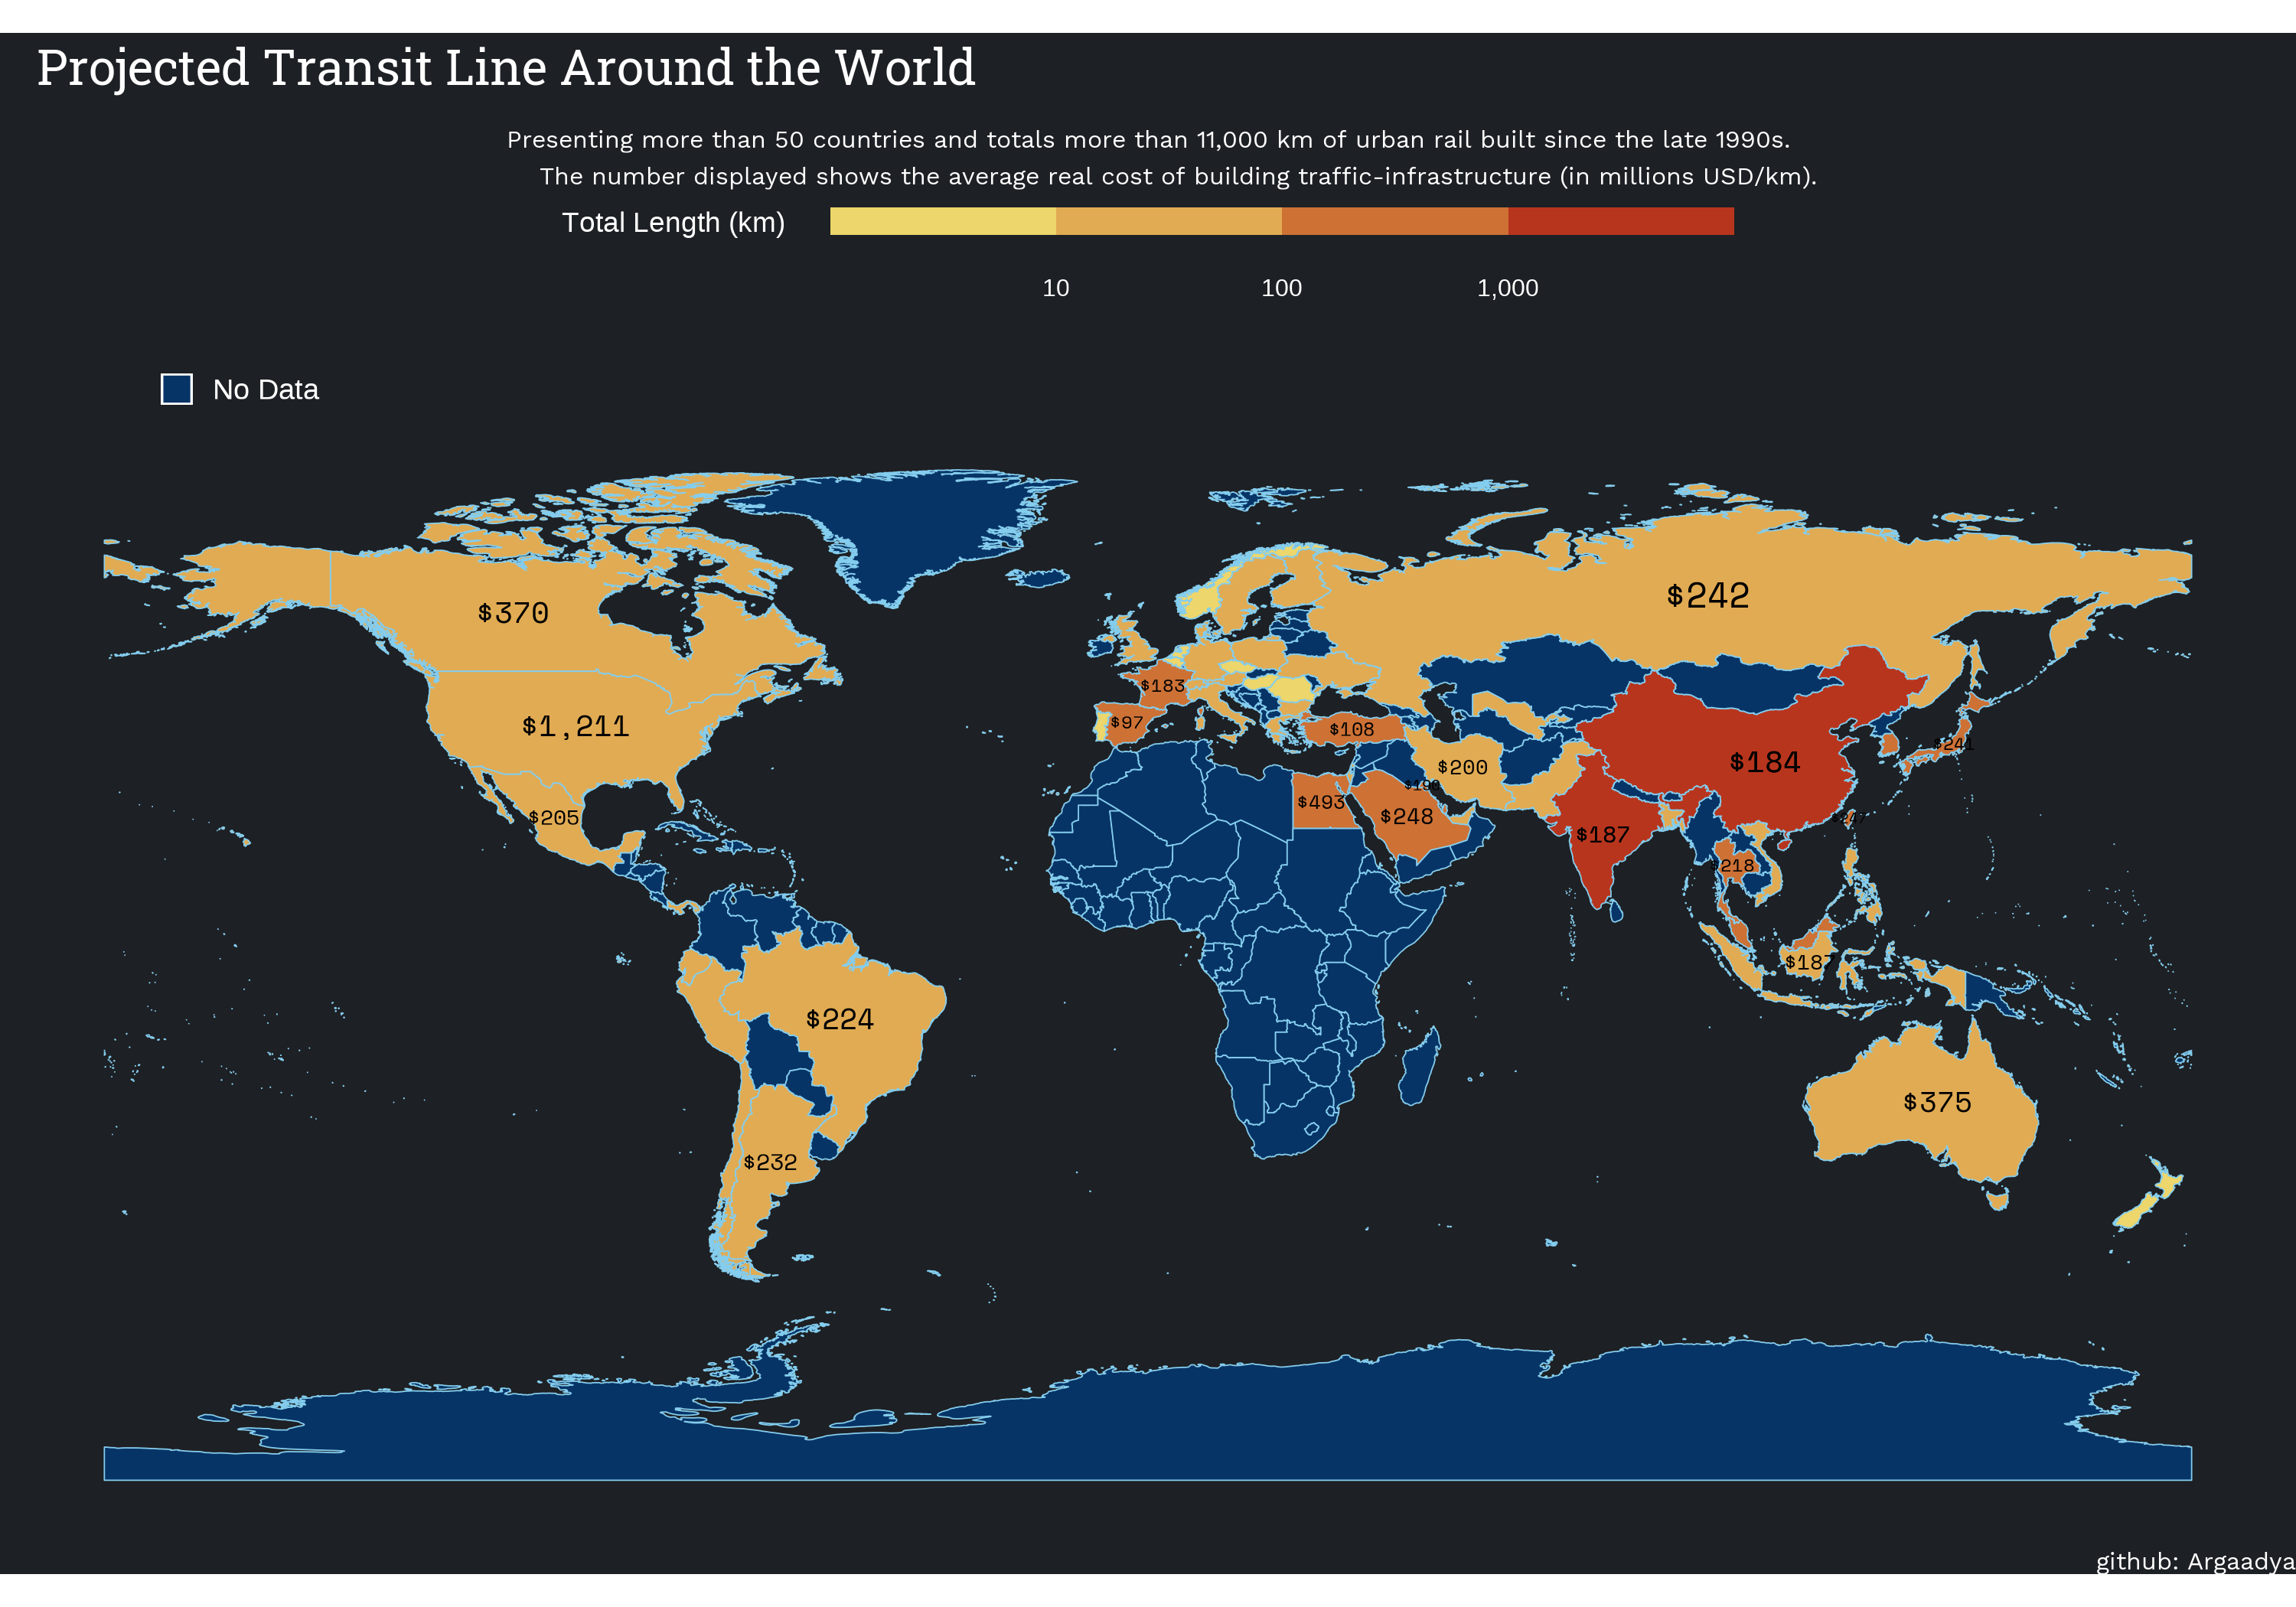 Projected Transit Line Around the World
Presenting more than 50 countries and totals more than 11,000 km of urban rail built since the late 1990s.
The number displayed shows the average real cost of building traffic-infrastructure (in millions USD/km).
Total Length (km)
10 100 1,000
No Data
$242
$370
$183
$97
$1,211
$108
$241
$184
$200
$190
$493
$248
$205
$187
$218
$187
$224
$375
$232
github: Argaadya